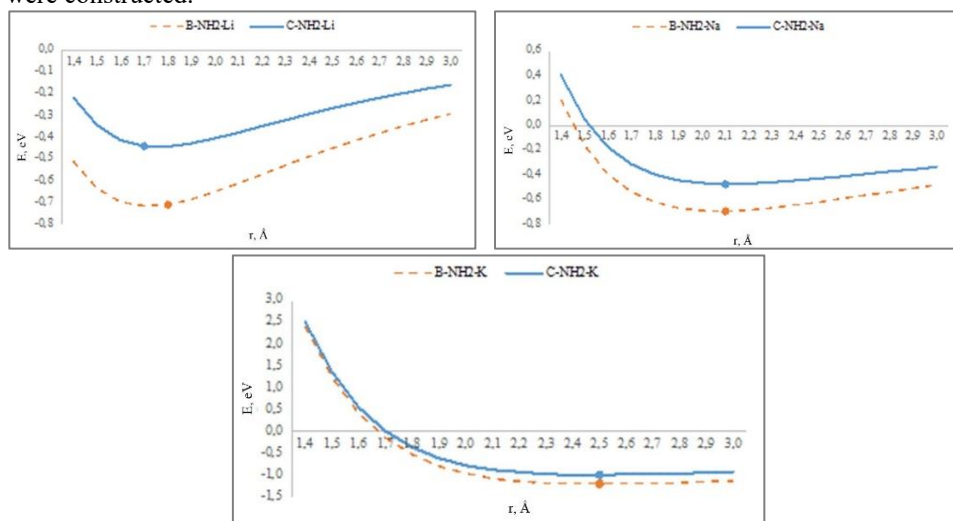 were constructed.
B-NH2-Li C-NH2-Li
0,0
1,4 1,5 1,6 1,7 1,8 1,9 2,0 2,1 2,2 2,3 2,4 2,5 2,6 2,7 2,8 2,9 3,0
-0,1
-0,2
-0,3
-0,4
-0,5
-0,6
-0,7
-0,8
E, eV
r, Å
B-NH2-Na C-NH2-Na
0,6
0,4
0,2
0,0
1,4 1,5 1,6 1,7 1,8 1,9 2,0 2,1 2,2 2,3 2,4 2,5 2,6 2,7 2,8 2,9 3,0
-0,2
-0,4
-0,6
-0,8
E, eV
r, Å
B-NH2-K C-NH2-K
3,0
2,5
2,0
1,5
1,0
0,5
0,0
1,4 1,5 1,6 1,7 1,8 1,9 2,0 2,1 2,2 2,3 2,4 2,5 2,6 2,7 2,8 2,9 3,0
-0,5
-1,0
-1,5
E, eV
r, Å